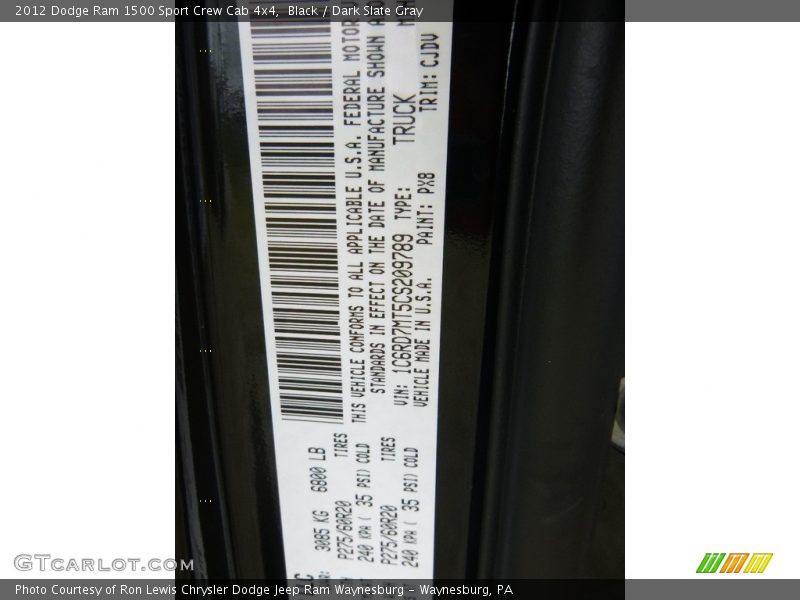 2012 Dodge Ram 1500 Sport Crew Cab 4x4, Black / Dark Slate Gray
3085 KG 6800 LB
P275/60R20 TIRES
240 KPA ( 35 PSI) COLD
P275/60R20 TIRES
240 KPA ( 35 PSI) COLD
THIS VEHICLE CONFORMS TO ALL APPLICABLE U.S.A. FEDERAL MOTOR
STANDARDS IN EFFECT ON THE DATE OF MANUFACTURE SHOWN
VIN: 1C6RD7MT5CS209789 TYPE: TRUCK
VEHICLE MADE IN U.S.A. PAINT: PX8 TRIM: CJDV
GTCarLot.com
Photo Courtesy of Ron Lewis Chrysler Dodge Jeep Ram Waynesburg - Waynesburg, PA